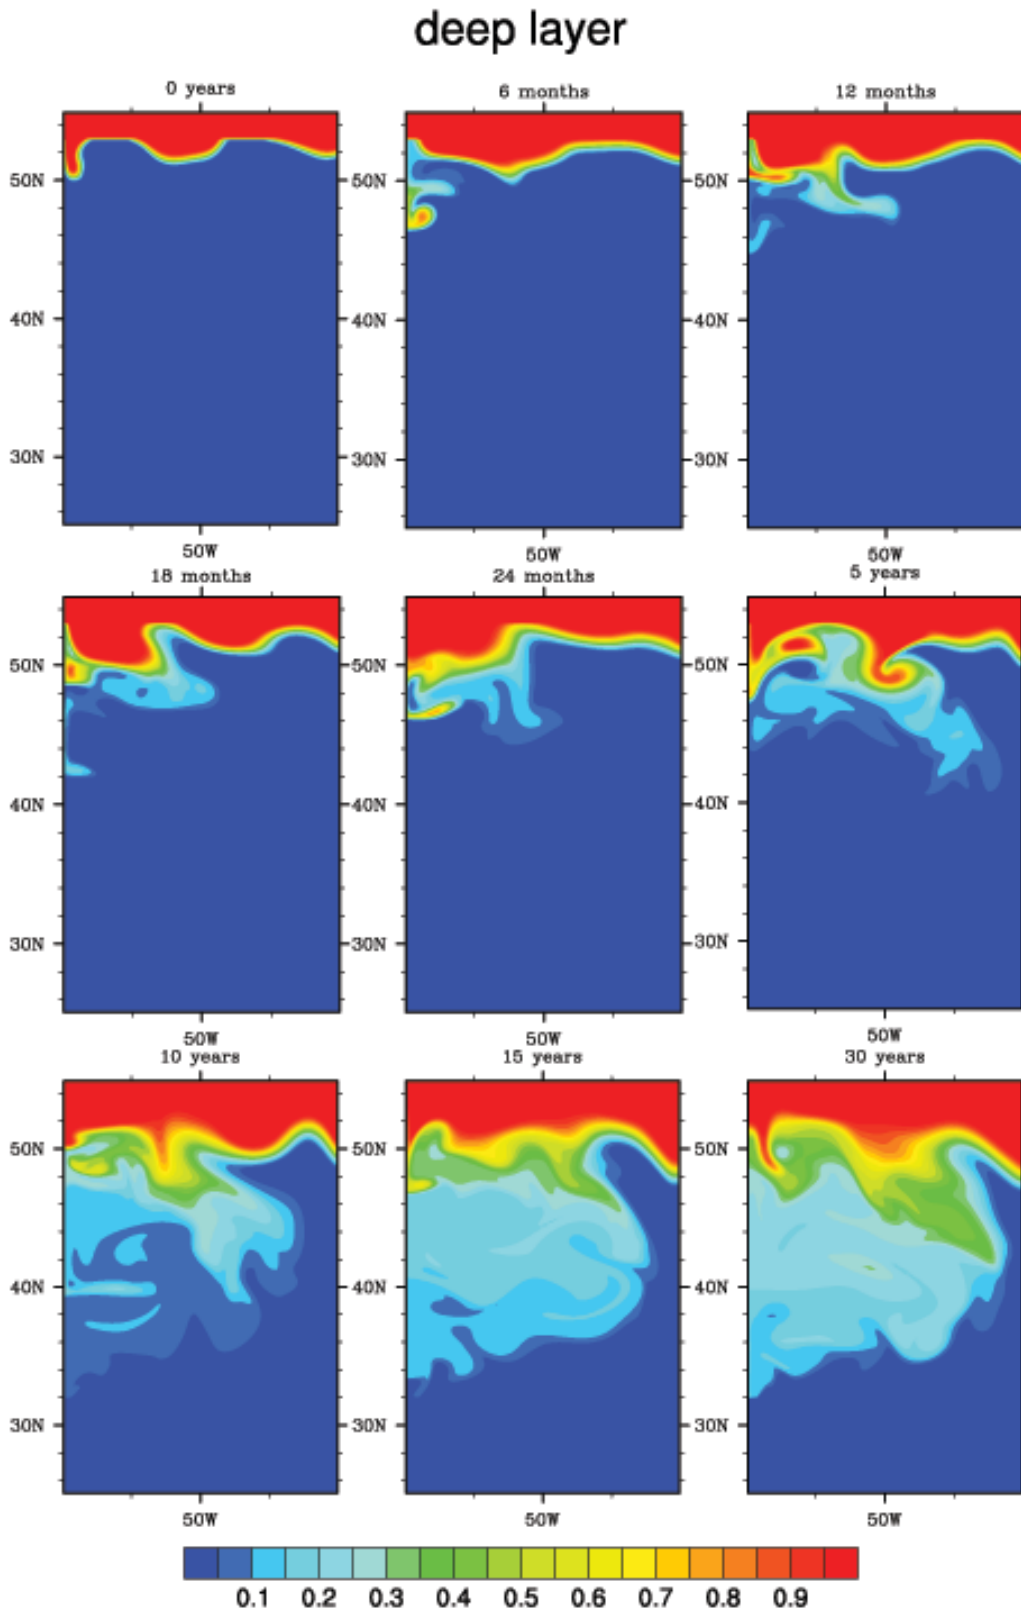 deep layer
0 years 6 months 12 months
50N 50N 50N
40N 40N 40N
30N 30N 30N
50W 50W 50W
18 months 24 months 5 years
50N 50N 50N
40N 40N 40N
30N 30N 30N
50W 50W 50W
10 years 15 years 30 years
50N 50N 50N
40N 40N 40N
30N 30N 30N
50W 50W 50W
0.1 0.2 0.3 0.4 0.5 0.6 0.7 0.8 0.9